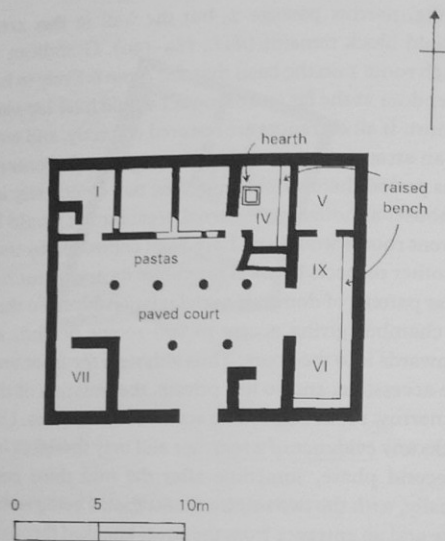 hearth
raised
bench
I
IV
V
pastas
IX
paved court
VII
VI
0 5 10m